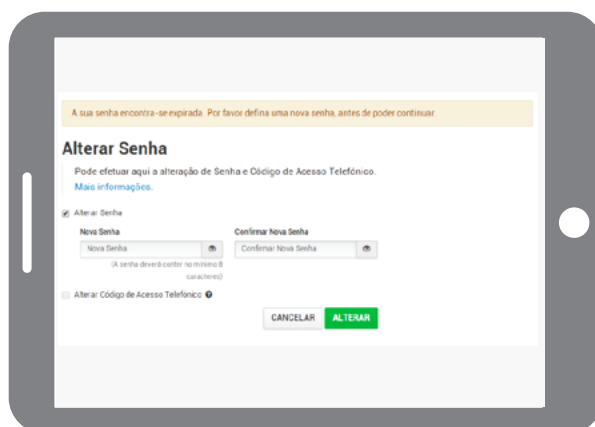 A sua senha encontra-se expirada. Por favor defina uma nova senha, antes de poder continuar.
Alterar Senha
Pode efetuar aqui a alteração de Senha e Código de Acesso Telefónico.
Mais informações.
Alterar Senha
Nova Senha Confirmar Nova Senha
Nova Senha Confirmar Nova Senha
(A senha deverá conter no mínimo 8
caracteres)
Alterar Código de Acesso Telefónico
CANCELAR ALTERAR